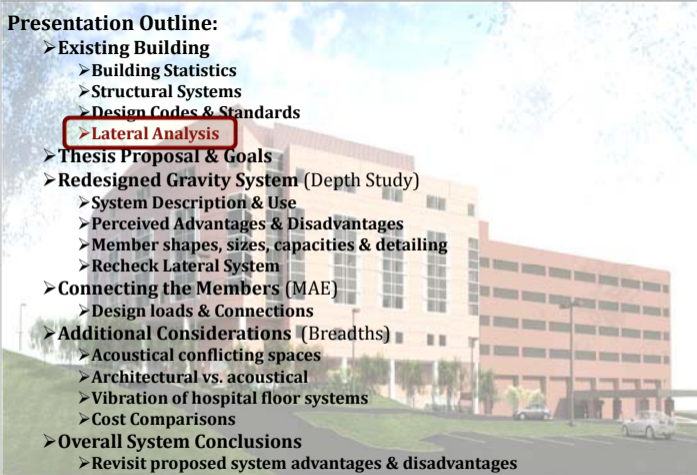 Presentation Outline:
➢Existing Building
➢Building Statistics
➢Structural Systems
➢Design Codes & Standards
➢Lateral Analysis
➢Thesis Proposal & Goals
➢Redesigned Gravity System (Depth Study)
➢System Description & Use
➢Perceived Advantages & Disadvantages
➢Member shapes, sizes, capacities & detailing
➢Recheck Lateral System
➢Connecting the Members (MAE)
➢Design loads & Connections
➢Additional Considerations (Breadths)
➢Acoustical conflicting spaces
➢Architectural vs. acoustical
➢Vibration of hospital floor systems
➢Cost Comparisons
➢Overall System Conclusions
➢Revisit proposed system advantages & disadvantages